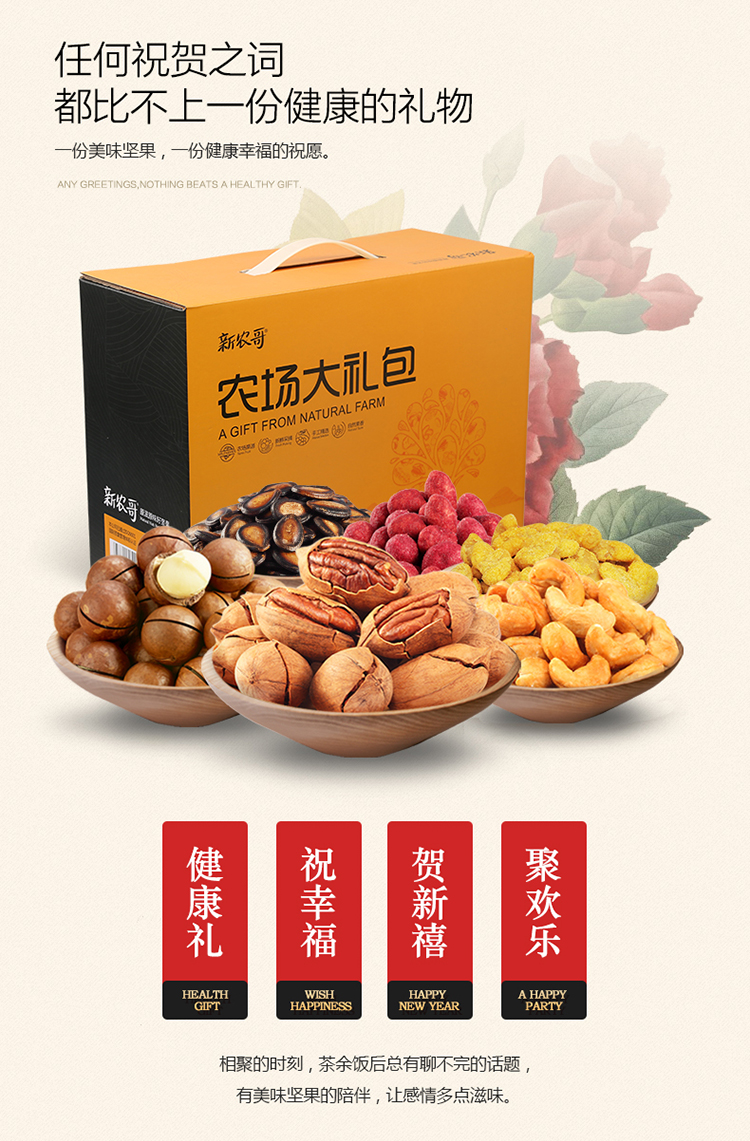 任何祝贺之词
都比不上一份健康的礼物
一份美味坚果，一份健康幸福的祝愿。
ANY GREETINGS,NOTHING BEATS A HEALTHY GIFT.
新农哥
农场大礼包
A GIFT FROM NATURAL FARM
新农哥
健康礼
HEALTH
GIFT
祝幸福
WISH
HAPPINESS
贺新禧
HAPPY
NEW YEAR
聚欢乐
A HAPPY
PARTY
相聚的时刻，茶余饭后总有聊不完的话题，
有美味坚果的陪伴，让感情多点滋味。